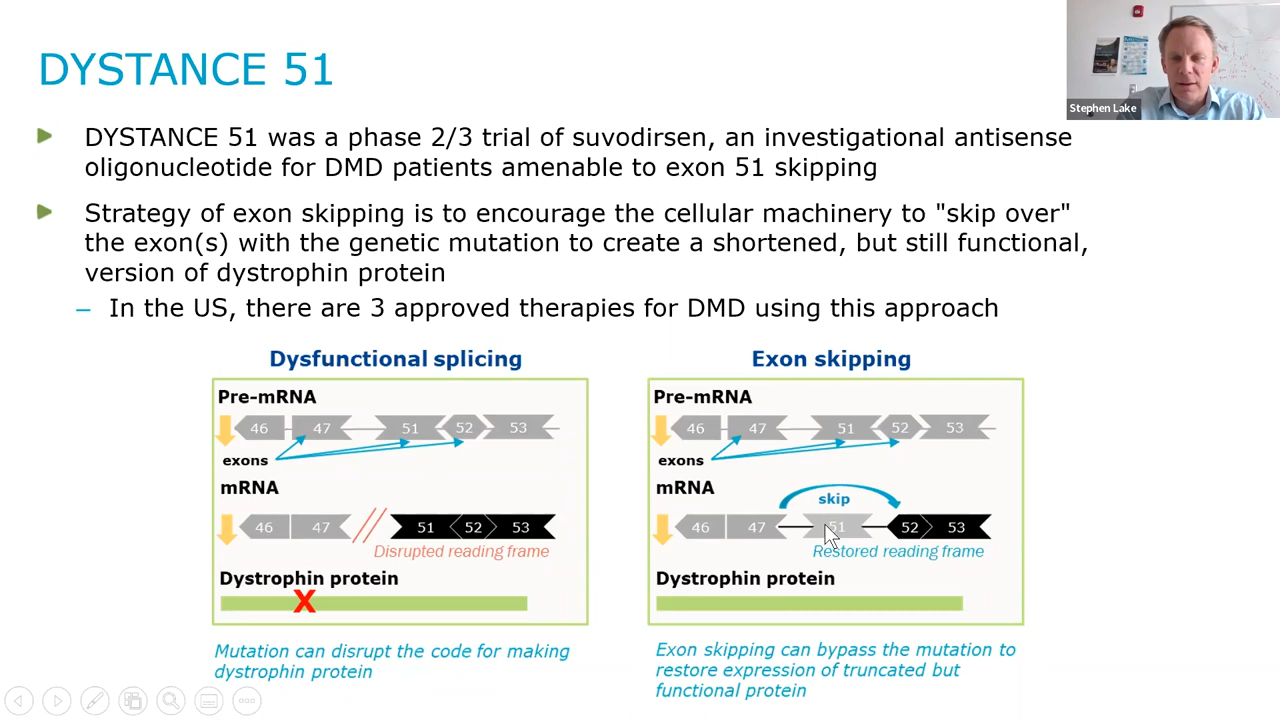 DYSTANCE 51
Stephen Lake
DYSTANCE 51 was a phase 2/3 trial of suvodirsen, an investigational antisense
oligonucleotide for DMD patients amenable to exon 51 skipping
Strategy of exon skipping is to encourage the cellular machinery to "skip over"
the exon(s) with the genetic mutation to create a shortened, but still functional,
version of dystrophin protein
– In the US, there are 3 approved therapies for DMD using this approach
Dysfunctional splicing
Pre-mRNA
46 47 51 52 53
exons
mRNA
46 47 51 52 53
Disrupted reading frame
Dystrophin protein
X
Mutation can disrupt the code for making
dystrophin protein
Exon skipping
Pre-mRNA
46 47 51 52 53
exons
mRNA
skip
46 47 51 52 53
Restored reading frame
Dystrophin protein
Exon skipping can bypass the mutation to
restore expression of truncated but
functional protein